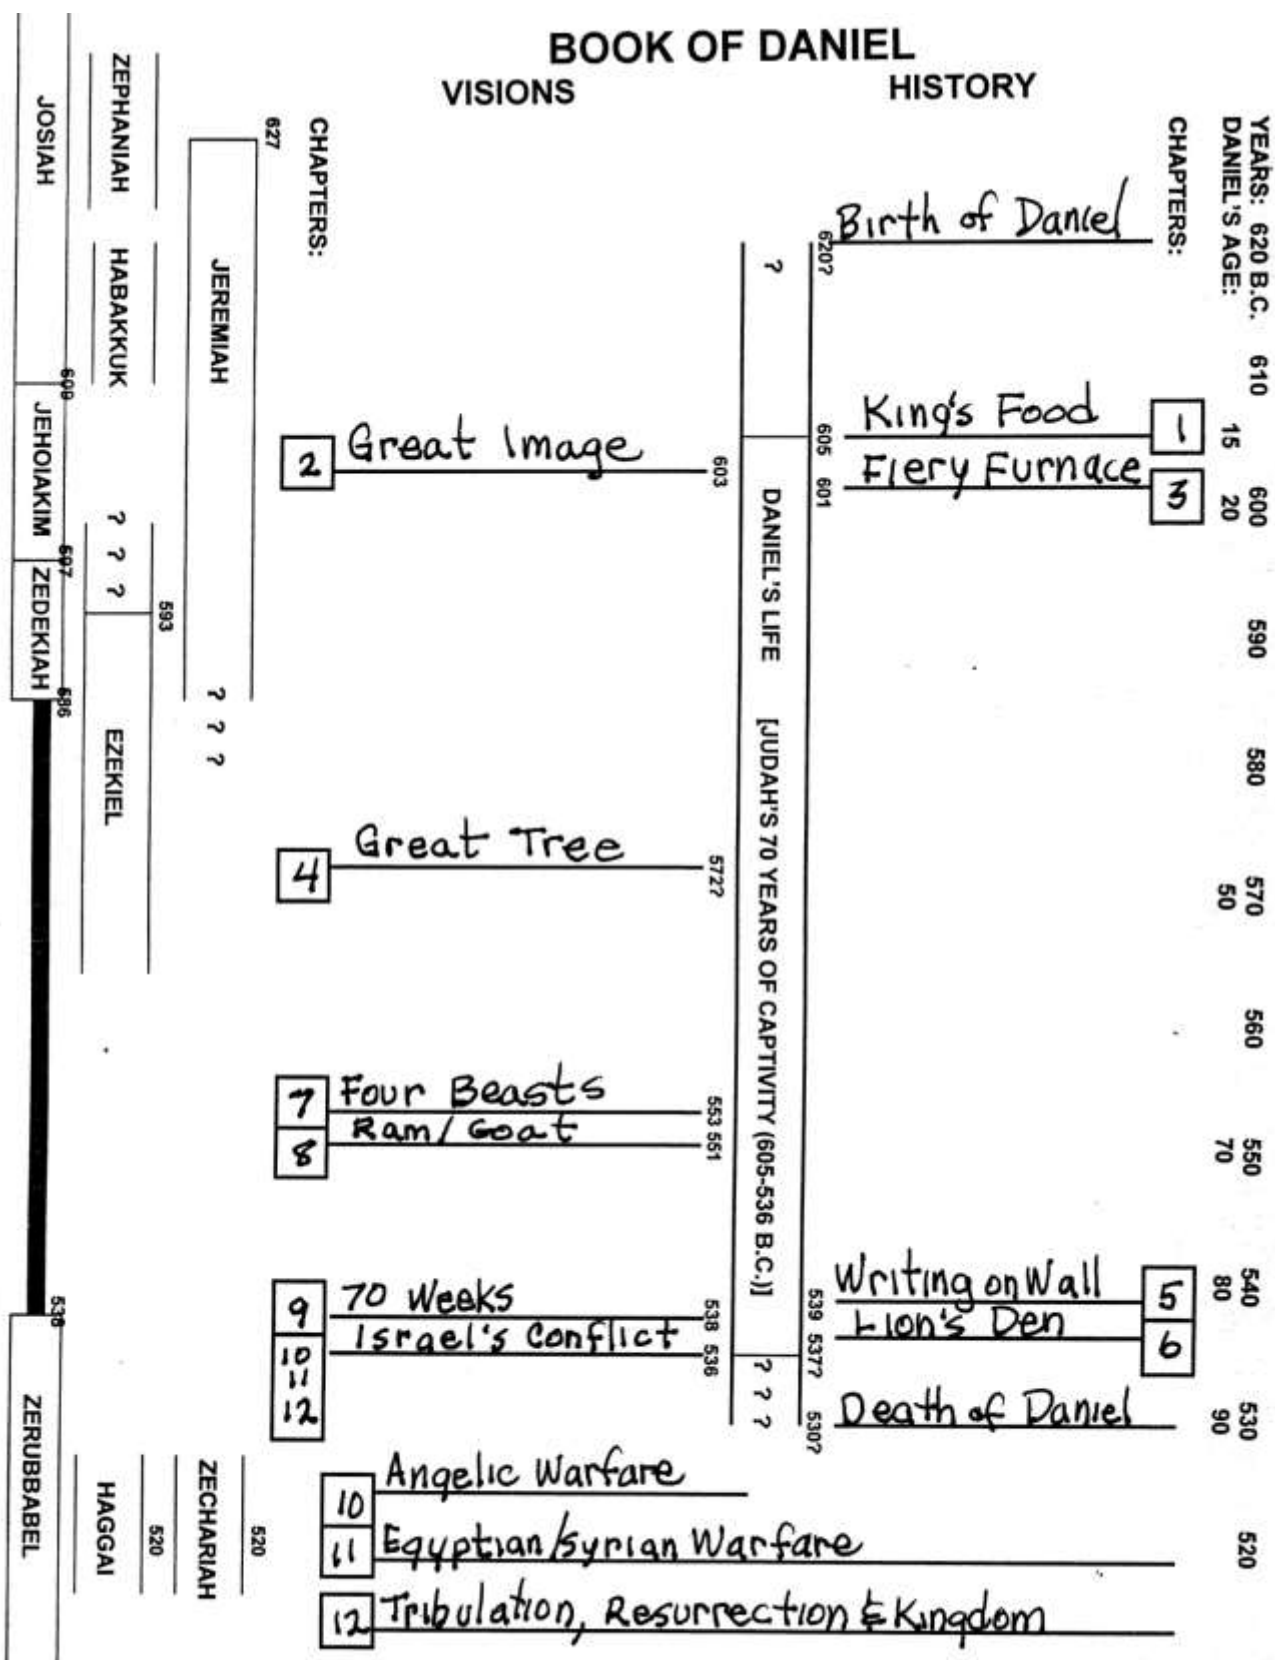 BOOK OF DANIEL
VISIONS
HISTORY
YEARS: 620 B.C. 610 600 590 580 570 560 550 540 530 520
DANIEL'S AGE: 15 20 50 70 80 90
CHAPTERS:
CHAPTERS:
620?
Birth of Daniel
605
King's Food
1
601
Fiery Furnace
3
2
Great Image
603
?
DANIEL'S LIFE [JUDAH'S 70 YEARS OF CAPTIVITY (605-536 B.C.)] ? ? ?
4
Great Tree
572?
7
Four Beasts
553
8
Ram/Goat
551
539
Writing on Wall
5
537?
Lion's Den
6
9
70 Weeks
538
10
11
12
Israel's Conflict
536
530?
Death of Daniel
10
Angelic Warfare
11
Egyptian/Syrian Warfare
12
Tribulation, Resurrection & Kingdom
627
JEREMIAH ? ? ?
ZEPHANIAH
HABAKKUK
? ? ?
593
EZEKIEL
JOSIAH
609
JEHOIAKIM
597
ZEDEKIAH
586
538
ZERUBBABEL
HAGGAI
520
ZECHARIAH
520